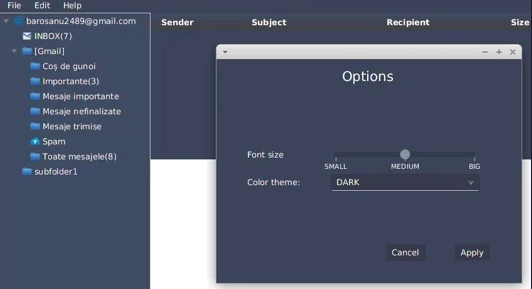 File Edit Help
barosanu2489@gmail.com
INBOX(7)
[Gmail]
Coș de gunoi
Importante(3)
Mesaje importante
Mesaje nefinalizate
Mesaje trimise
Spam
Toate mesajele(8)
subfolder1
Sender Subject Recipient Size
Options
Font size
SMALL MEDIUM BIG
Color theme: DARK
Cancel Apply